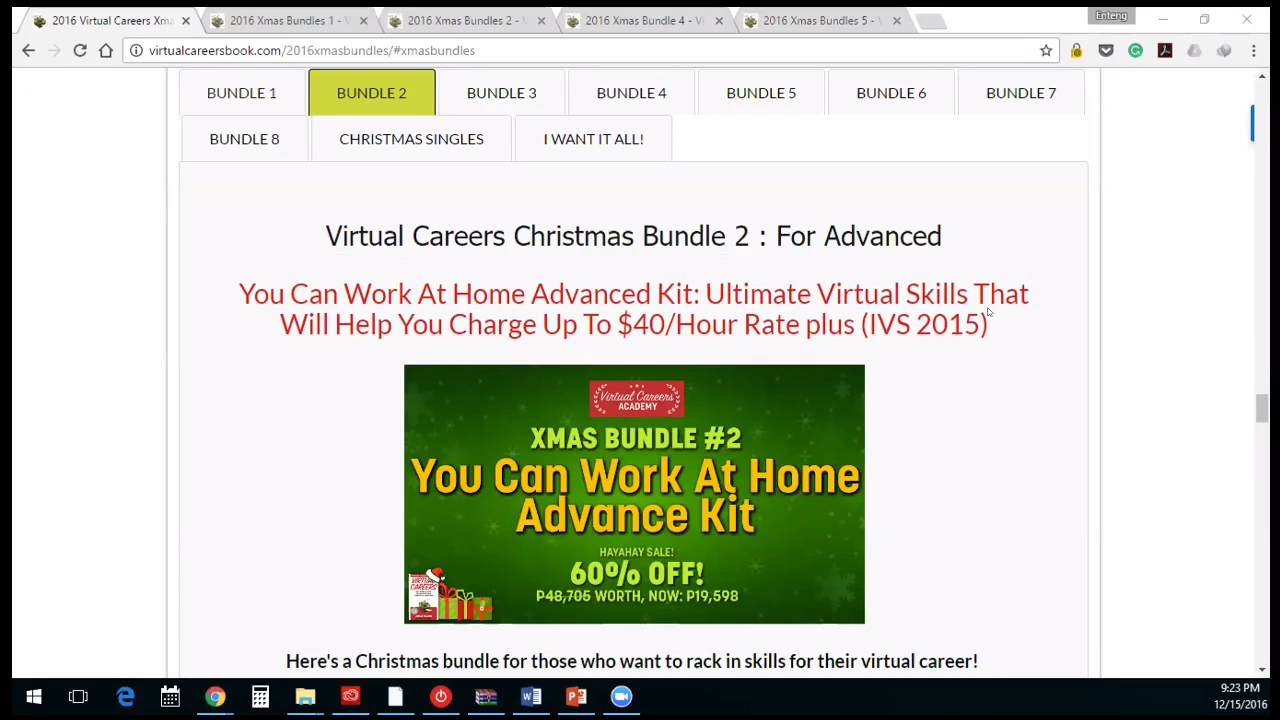 2016 Virtual Careers Xma
2016 Xmas Bundles 1 - V
2016 Xmas Bundles 2 - V
2016 Xmas Bundle 4 - Vi
2016 Xmas Bundles 5 - V
Enteng
virtualcareersbook.com/2016xmasbundles/#xmasbundles
BUNDLE 1
BUNDLE 2
BUNDLE 3
BUNDLE 4
BUNDLE 5
BUNDLE 6
BUNDLE 7
BUNDLE 8
CHRISTMAS SINGLES
I WANT IT ALL!
Virtual Careers Christmas Bundle 2 : For Advanced
You Can Work At Home Advanced Kit: Ultimate Virtual Skills That
Will Help You Charge Up To $40/Hour Rate plus (IVS 2015)
Virtual Careers
ACADEMY
XMAS BUNDLE #2
You Can Work At Home
Advance Kit
HAYAHAY SALE!
60% OFF!
P48,705 WORTH, NOW: P19,598
Here's a Christmas bundle for those who want to rack in skills for their virtual career!
9:23 PM
12/15/2016